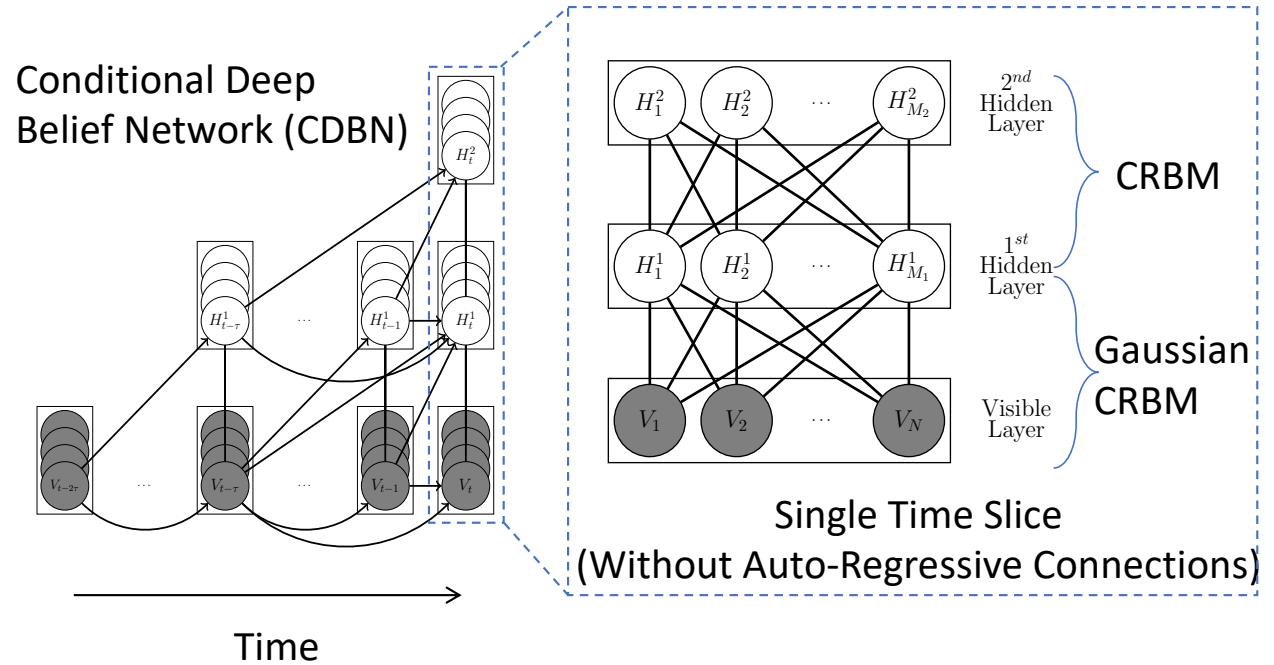 Conditional Deep
Belief Network (CDBN)
H_t^2
H_{t-τ}^1 ... H_{t-1}^1 H_t^1
V_{t-2τ} ... V_{t-τ} ... V_{t-1} V_t
Time
H_1^2 H_2^2 ... H_{M_2}^2
2^{nd}
Hidden
Layer
CRBM
H_1^1 H_2^1 ... H_{M_1}^1
1^{st}
Hidden
Layer
Gaussian
CRBM
V_1 V_2 ... V_N
Visible
Layer
Single Time Slice
(Without Auto-Regressive Connections)